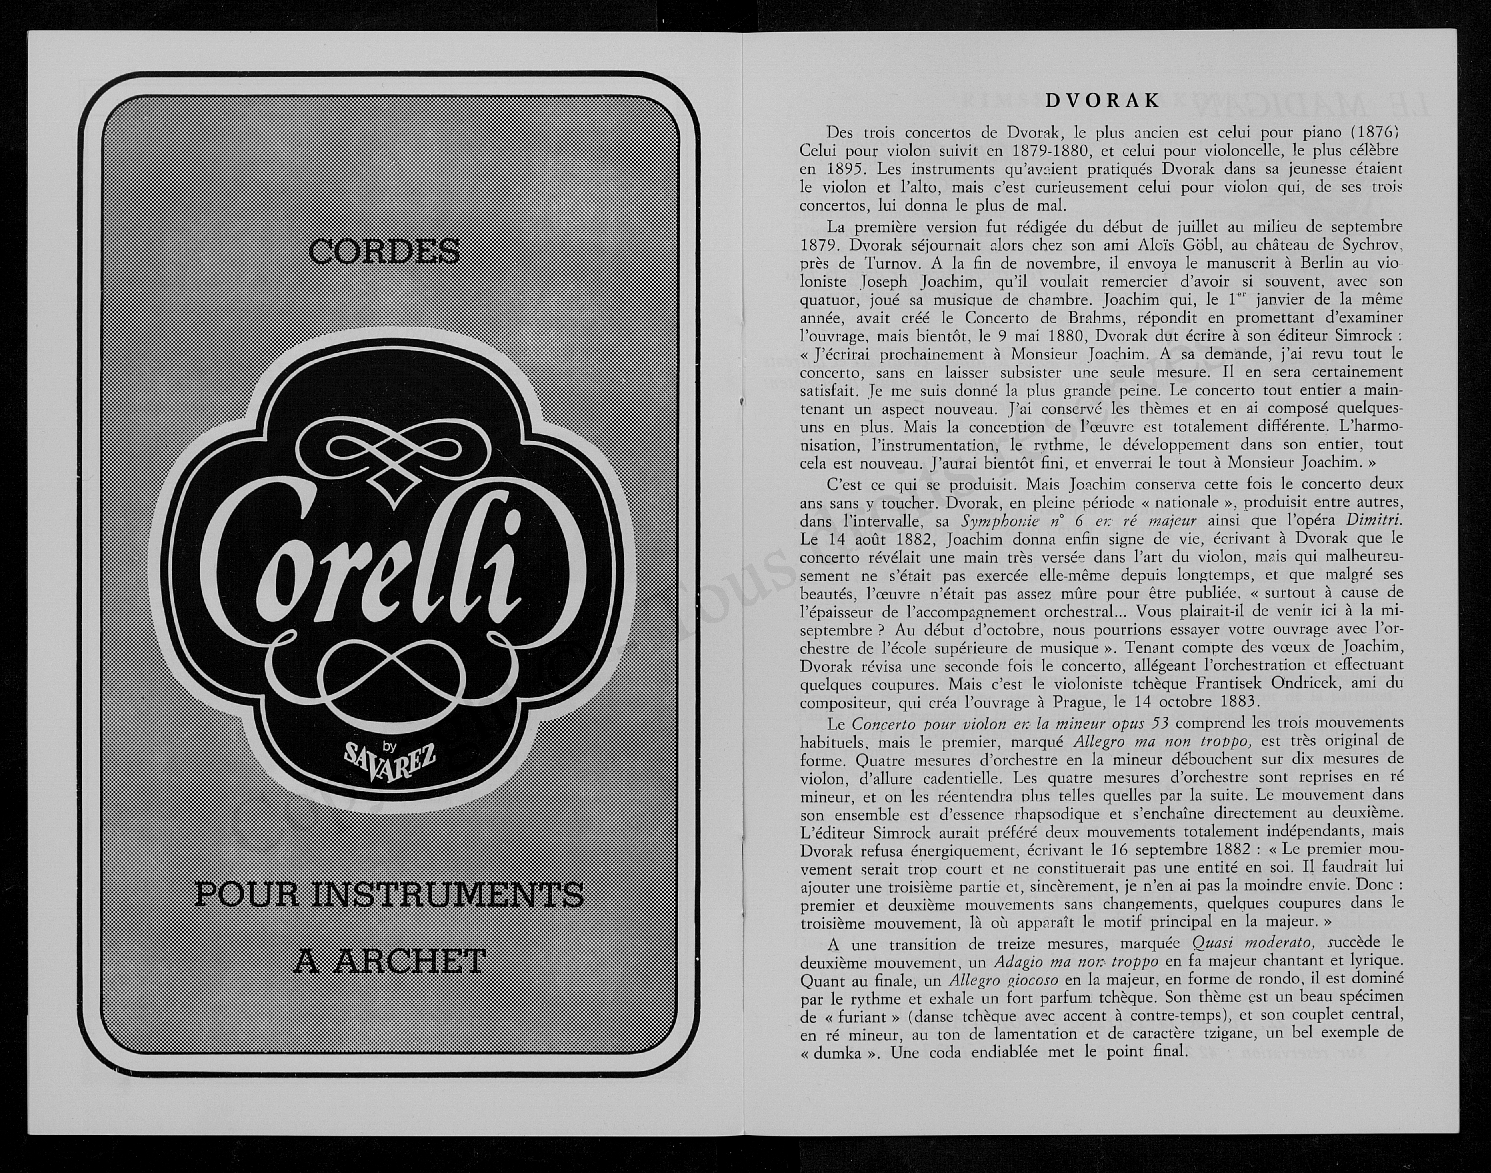 CORDES
Corelli
by
SAVAREZ
POUR INSTRUMENTS
A ARCHET
DVORAK
Des trois concertos de Dvorak, le plus ancien est celui pour piano (1876)
Celui pour violon suivit en 1879-1880, et celui pour violoncelle, le plus célèbre
en 1895. Les instruments qu'avaient pratiqués Dvorak dans sa jeunesse étaient
le violon et l'alto, mais c'est curieusement celui pour violon qui, de ses trois
concertos, lui donna le plus de mal.
La première version fut rédigée du début de juillet au milieu de septembre
1879. Dvorak séjournait alors chez son ami Aloïs Göbl, au château de Sychrov,
près de Turnov. A la fin de novembre, il envoya le manuscrit à Berlin au vio-
loniste Joseph Joachim, qu'il voulait remercier d'avoir si souvent, avec son
quatuor, joué sa musique de chambre. Joachim qui, le 1er janvier de la même
année, avait créé le Concerto de Brahms, répondit en promettant d'examiner
l'ouvrage, mais bientôt, le 9 mai 1880, Dvorak dut écrire à son éditeur Simrock :
« J'écrirai prochainement à Monsieur Joachim. A sa demande, j'ai revu tout le
concerto, sans en laisser subsister une seule mesure. Il en sera certainement
satisfait. Je me suis donné la plus grande peine. Le concerto tout entier a main-
tenant un aspect nouveau. J'ai conservé les thèmes et en ai composé quelques-
uns en plus. Mais la conception de l'œuvre est totalement différente. L'harmo-
nisation, l'instrumentation, le rythme, le développement dans son entier, tout
cela est nouveau. J'aurai bientôt fini, et enverrai le tout à Monsieur Joachim. »
C'est ce qui se produisit. Mais Joachim conserva cette fois le concerto deux
ans sans y toucher. Dvorak, en pleine période « nationale », produisit entre autres,
dans l'intervalle, sa Symphonie n° 6 en ré majeur ainsi que l'opéra Dimitri.
Le 14 août 1882, Joachim donna enfin signe de vie, écrivant à Dvorak que le
concerto révélait une main très versée dans l'art du violon, mais qui malheureu-
sement ne s'était pas exercée elle-même depuis longtemps, et que malgré ses
beautés, l'œuvre n'était pas assez mûre pour être publiée, « surtout à cause de
l'épaisseur de l'accompagnement orchestral... Vous plairait-il de venir ici à la mi-
septembre ? Au début d'octobre, nous pourrions essayer votre ouvrage avec l'or-
chestre de l'école supérieure de musique ». Tenant compte des vœux de Joachim,
Dvorak révisa une seconde fois le concerto, allégeant l'orchestration et effectuant
quelques coupures. Mais c'est le violoniste tchèque Frantisek Ondricek, ami du
compositeur, qui créa l'ouvrage à Prague, le 14 octobre 1883.
Le Concerto pour violon en la mineur opus 53 comprend les trois mouvements
habituels, mais le premier, marqué Allegro ma non troppo, est très original de
forme. Quatre mesures d'orchestre en la mineur débouchent sur dix mesures de
violon, d'allure cadentielle. Les quatre mesures d'orchestre sont reprises en ré
mineur, et on les réentendra plus telles quelles par la suite. Le mouvement dans
son ensemble est d'essence rhapsodique et s'enchaîne directement au deuxième.
L'éditeur Simrock aurait préféré deux mouvements totalement indépendants, mais
Dvorak refusa énergiquement, écrivant le 16 septembre 1882 : « Le premier mou-
vement serait trop court et ne constituerait pas une entité en soi. Il faudrait lui
ajouter une troisième partie et, sincèrement, je n'en ai pas la moindre envie. Donc :
premier et deuxième mouvements sans changements, quelques coupures dans le
troisième mouvement, là où apparaît le motif principal en la majeur. »
A une transition de treize mesures, marquée Quasi moderato, succède le
deuxième mouvement, un Adagio ma non troppo en fa majeur chantant et lyrique.
Quant au finale, un Allegro giocoso en la majeur, en forme de rondo, il est dominé
par le rythme et exhale un fort parfum tchèque. Son thème est un beau spécimen
de « furiant » (danse tchèque avec accent à contre-temps), et son couplet central,
en ré mineur, au ton de lamentation et de caractère tzigane, un bel exemple de
« dumka ». Une coda endiablée met le point final.